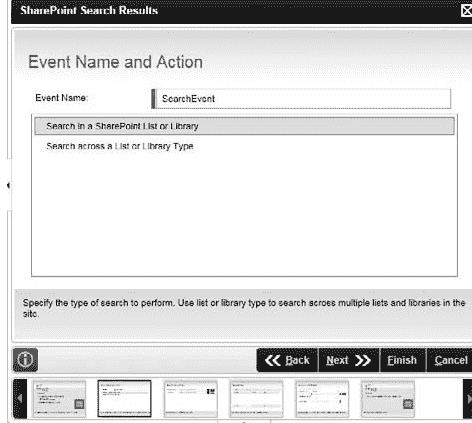 SharePoint Search Results
Event Name and Action
Event Name:
SearchEvent
Search in a SharePoint List or Library
Search across a List or Library Type
Specify the type of search to perform. Use list or library type to search across multiple lists and libraries in the
site.
Back
Next
Finish
Cancel